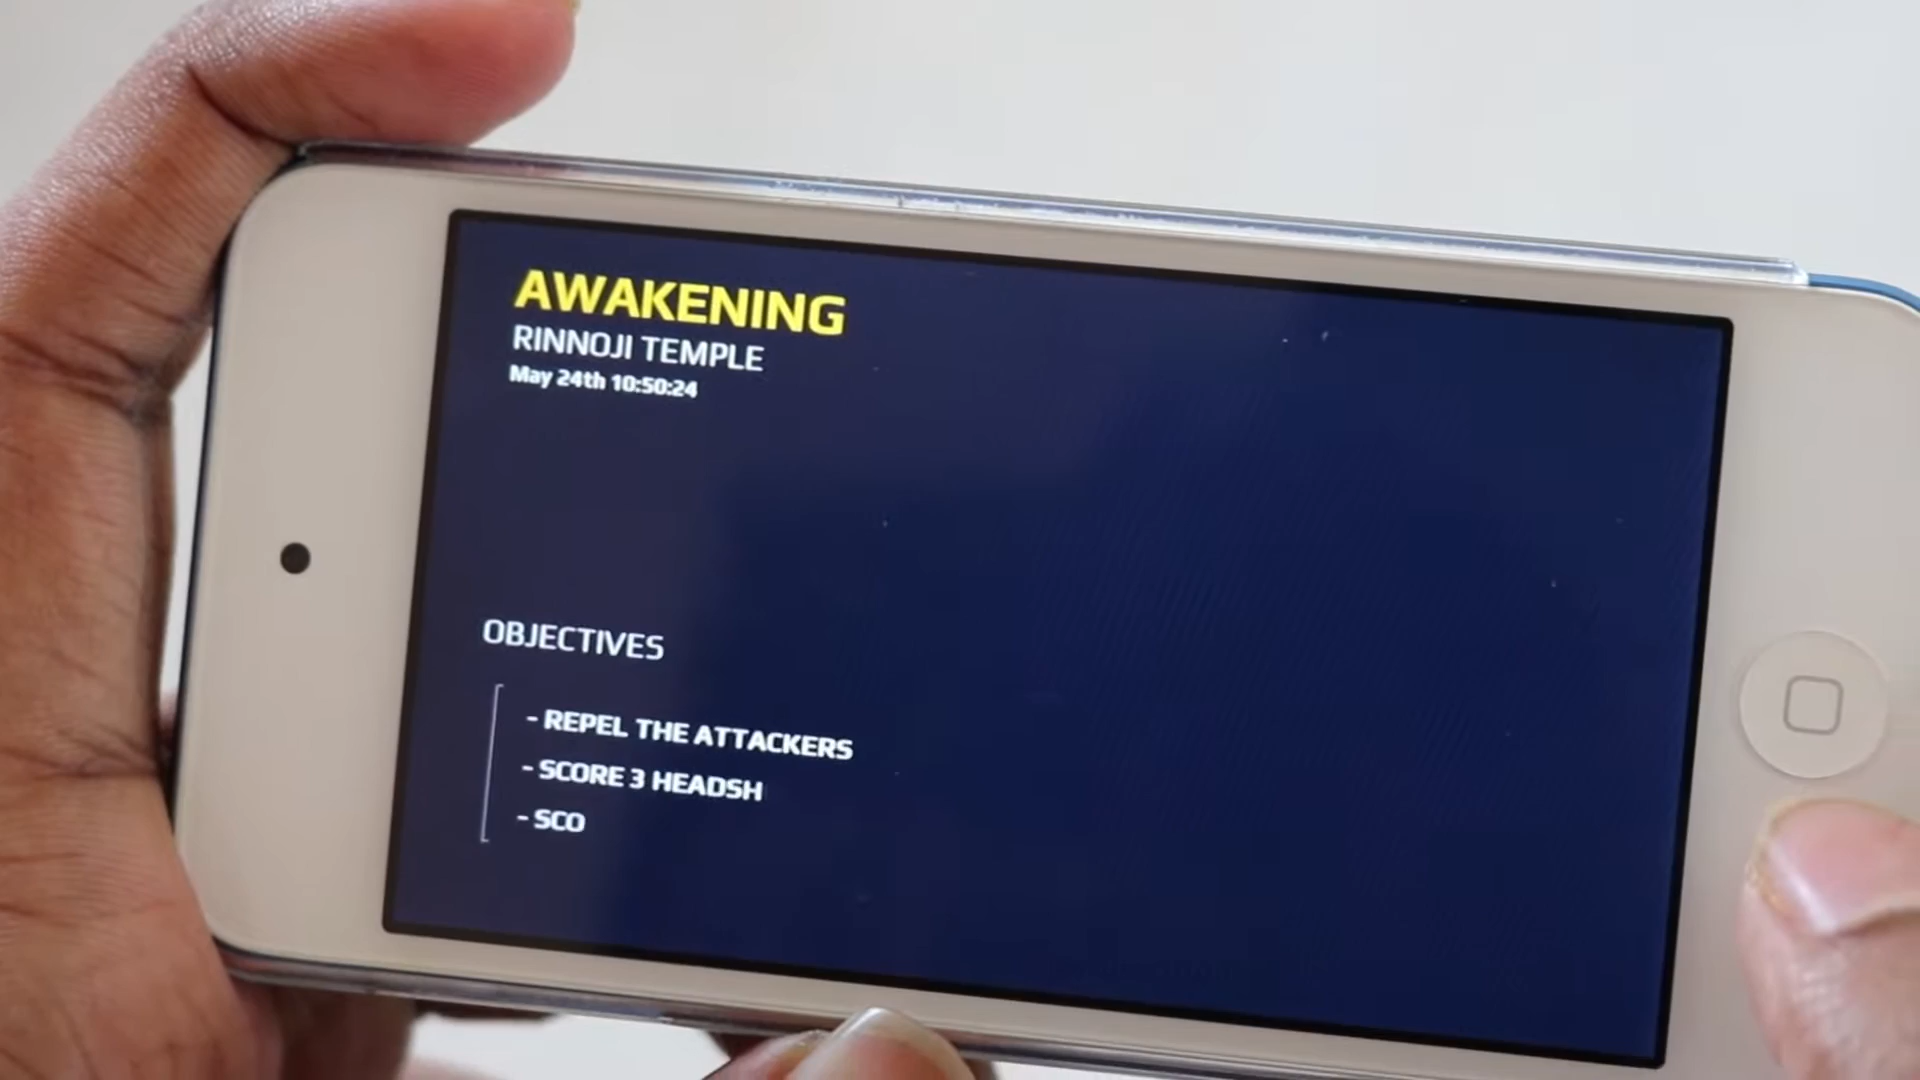 AWAKENING
RINNOJI TEMPLE
May 24th 10:50:24
OBJECTIVES
- REPEL THE ATTACKERS
- SCORE 3 HEADSH
- SCO